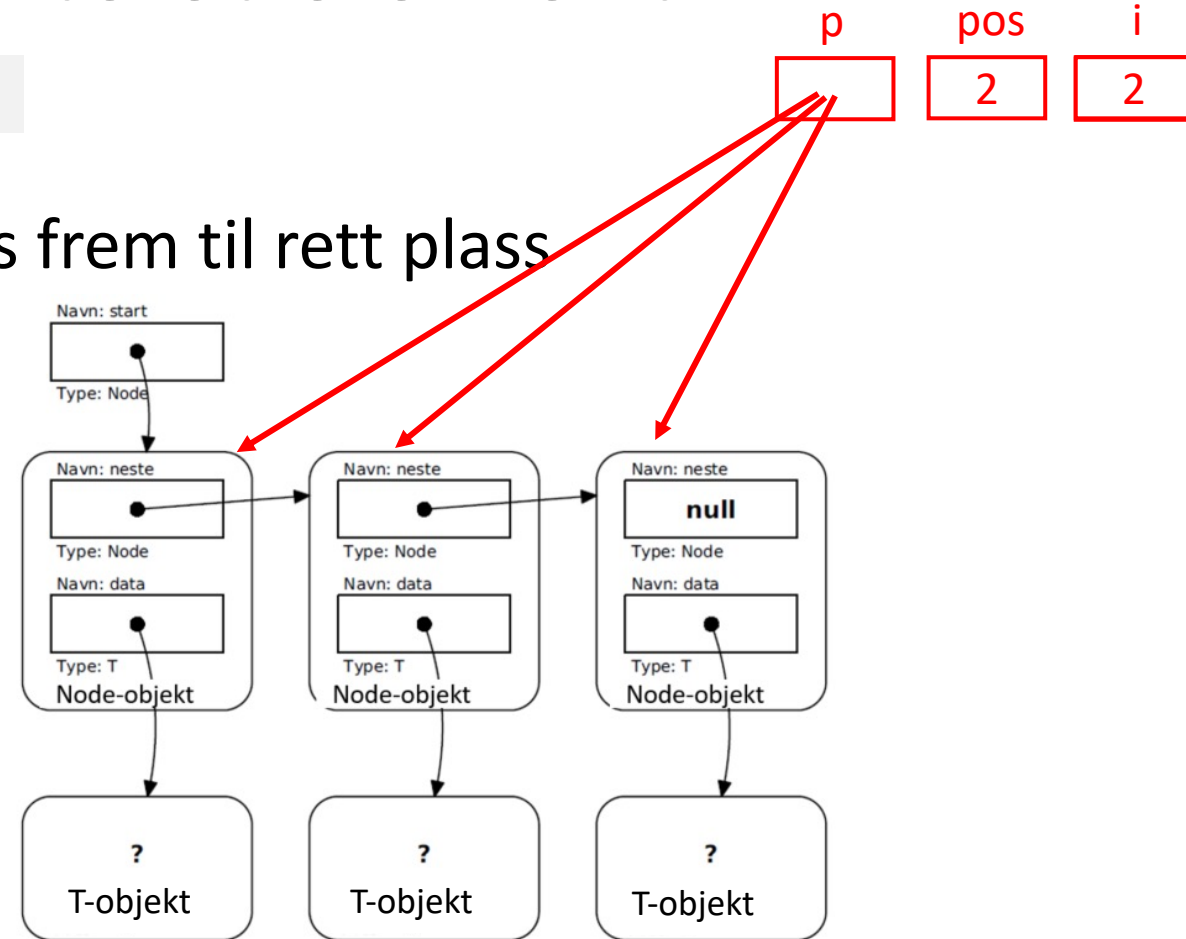 p pos i
2 2
s frem til rett plass
Navn: start
Type: Node
Navn: neste Navn: neste Navn: neste
null
Type: Node Type: Node Type: Node
Navn: data Navn: data Navn: data
Type: T Type: T Type: T
Node-objekt Node-objekt Node-objekt
? ? ?
T-objekt T-objekt T-objekt